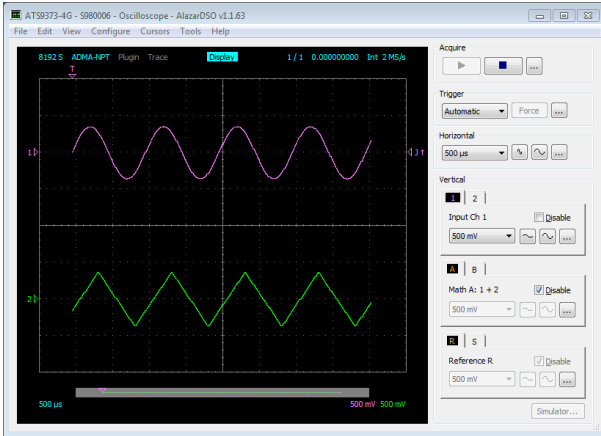 ATS9373-4G - S980006 - Oscilloscope - AlazarDSO v1.1.63
File Edit View Configure Cursors Tools Help
8192 S ADMA-NPT Plugin Trace Display 1 / 1 0.000000000 Int 2 MS/s
T
1
J↑
2
500 µs 500 mV 500 mV
Acquire
...
Trigger
Automatic Force ...
Horizontal
500 µs ...
Vertical
1 2
Input Ch 1 Disable
500 mV ...
A B
Math A: 1 + 2 Disable
500 mV ...
R S
Reference R Disable
500 mV ...
Simulator...